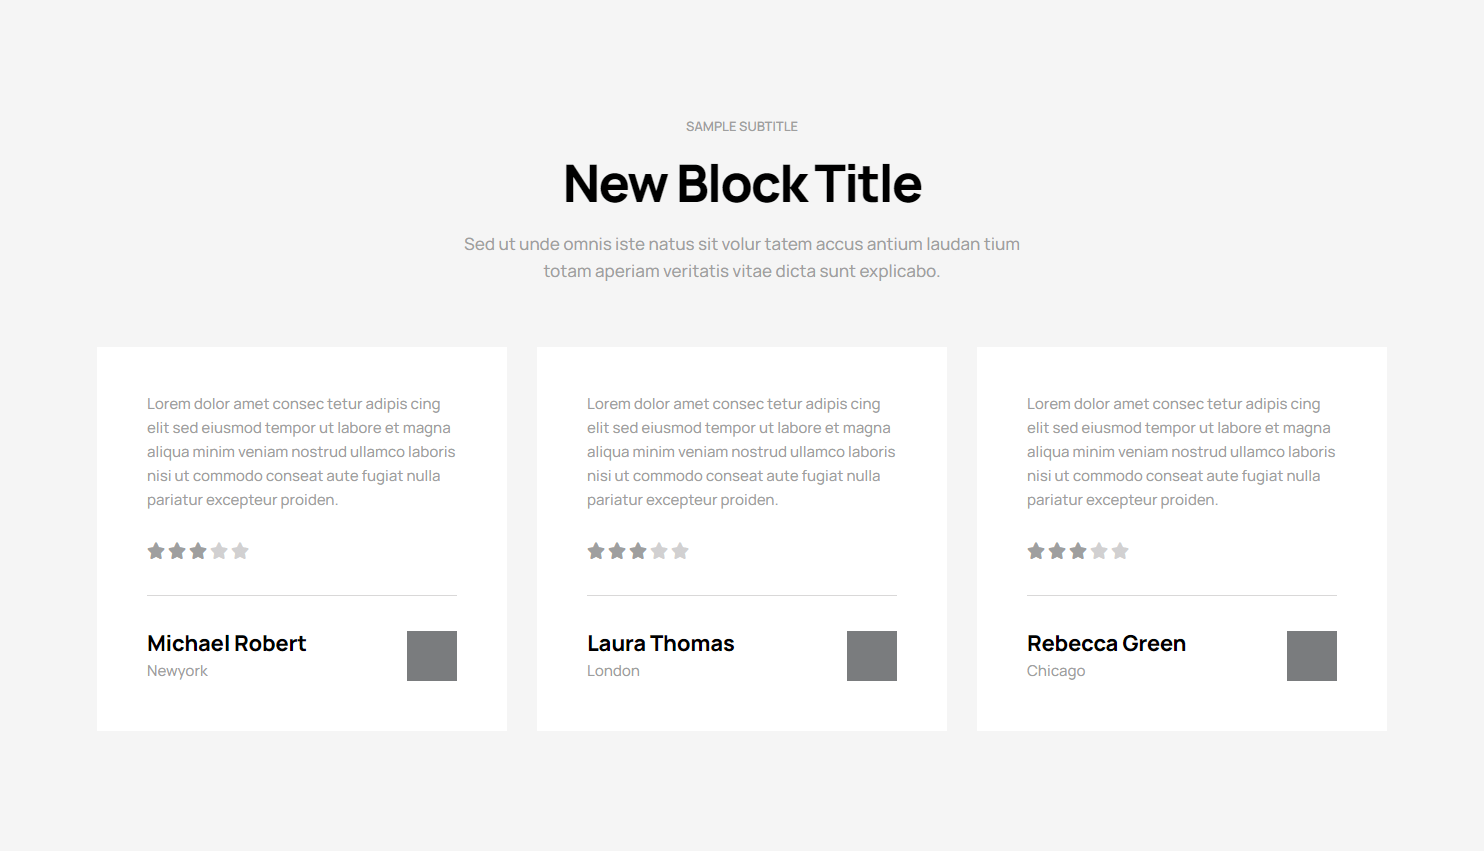 SAMPLE SUBTITLE
New Block Title
Sed ut unde omnis iste natus sit volur tatem accus antium laudan tium
totam aperiam veritatis vitae dicta sunt explicabo.
Lorem dolor amet consec tetur adipis cing
elit sed eiusmod tempor ut labore et magna
aliqua minim veniam nostrud ullamco laboris
nisi ut commodo conseat aute fugiat nulla
pariatur excepteur proiden.
Michael Robert
Newyork
Lorem dolor amet consec tetur adipis cing
elit sed eiusmod tempor ut labore et magna
aliqua minim veniam nostrud ullamco laboris
nisi ut commodo conseat aute fugiat nulla
pariatur excepteur proiden.
Laura Thomas
London
Lorem dolor amet consec tetur adipis cing
elit sed eiusmod tempor ut labore et magna
aliqua minim veniam nostrud ullamco laboris
nisi ut commodo conseat aute fugiat nulla
pariatur excepteur proiden.
Rebecca Green
Chicago